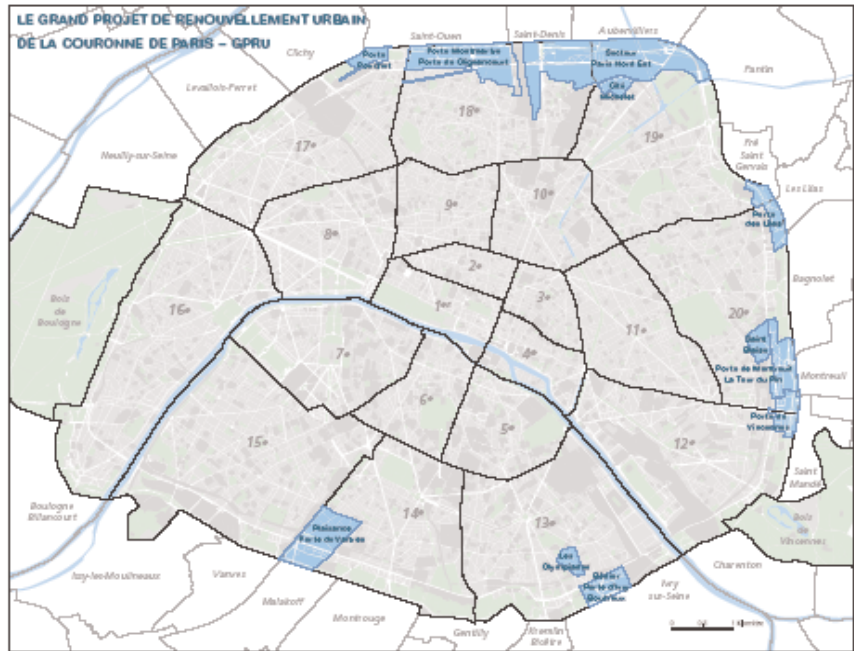 LE GRAND PROJET DE RENOUVELLEMENT URBAIN
DE LA COURONNE DE PARIS – GPRU
Saint-Ouen
Saint-Denis
Aubervilliers
Clichy
Porte
Pouchet
Porte Montmartre
Porte de Clignancourt
Secteur
Paris Nord Est
Cité
Michelet
Pantin
Levallois-Perret
18e
19e
17e
Neuilly-sur-Seine
Pré
Saint
Gervais
Les Lilas
10e
9e
Porte
des Lilas
8e
2e
Bagnolet
Bois
de
Boulogne
16e
1er
3e
11e
20e
Saint
Blaise
7e
4e
Porte de Montreuil
La Tour du Pin
Montreuil
6e
5e
Porte de
Vincennes
15e
12e
Saint
Mandé
Boulogne
Billancourt
14e
13e
Bois
de
Vincennes
Plaisance
Porte de Vanves
Les
Olympiades
Bédier
Porte d'Ivry
Boutroux
Charenton
Issy-les-Moulineaux
Vanves
Ivry
sur-Seine
Malakoff
Montrouge
Gentilly
Kremlin
Bicêtre